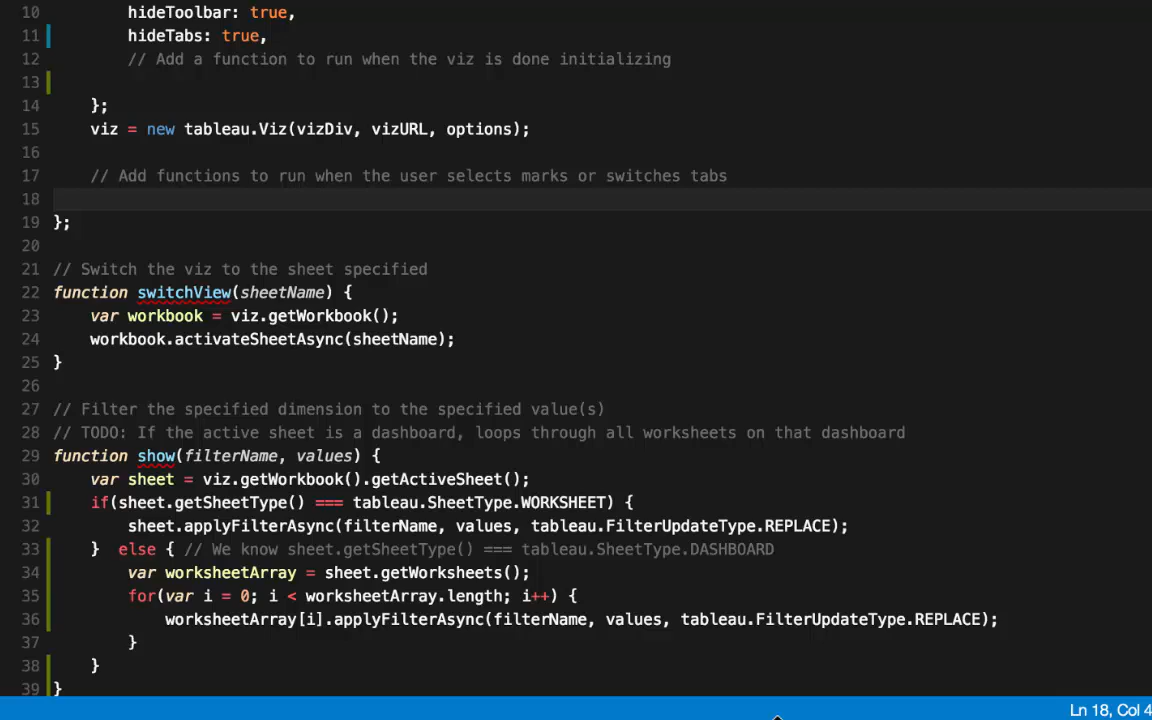 10 hideToolbar: true,
11 hideTabs: true,
12 // Add a function to run when the viz is done initializing
13
14 };
15 viz = new tableau.Viz(vizDiv, vizURL, options);
16
17 // Add functions to run when the user selects marks or switches tabs
18
19 };
20
21 // Switch the viz to the sheet specified
22 function switchView(sheetName) {
23 var workbook = viz.getWorkbook();
24 workbook.activateSheetAsync(sheetName);
25 }
26
27 // Filter the specified dimension to the specified value(s)
28 // TODO: If the active sheet is a dashboard, loops through all worksheets on that dashboard
29 function show(filterName, values) {
30 var sheet = viz.getWorkbook().getActiveSheet();
31 if(sheet.getSheetType() === tableau.SheetType.WORKSHEET) {
32 sheet.applyFilterAsync(filterName, values, tableau.FilterUpdateType.REPLACE);
33 } else { // We know sheet.getSheetType() === tableau.SheetType.DASHBOARD
34 var worksheetArray = sheet.getWorksheets();
35 for(var i = 0; i < worksheetArray.length; i++) {
36 worksheetArray[i].applyFilterAsync(filterName, values, tableau.FilterUpdateType.REPLACE);
37 }
38 }
39 }
Ln 18, Col 4